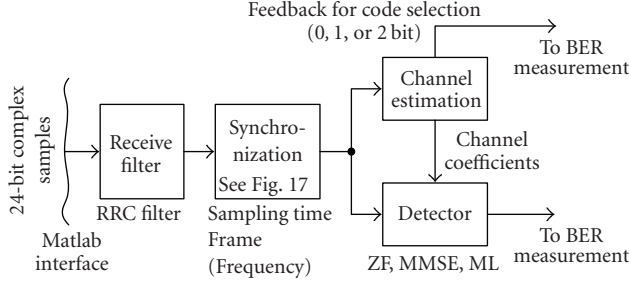 Feedback for code selection
(0, 1, or 2 bit)
To BER
measurement
24-bit complex
samples
Receive
filter
Synchro-
nization
See Fig. 17
Channel
estimation
Channel
coefficients
Detector
RRC filter
Sampling time
Frame
(Frequency)
Matlab
interface
ZF, MMSE, ML
To BER
measurement